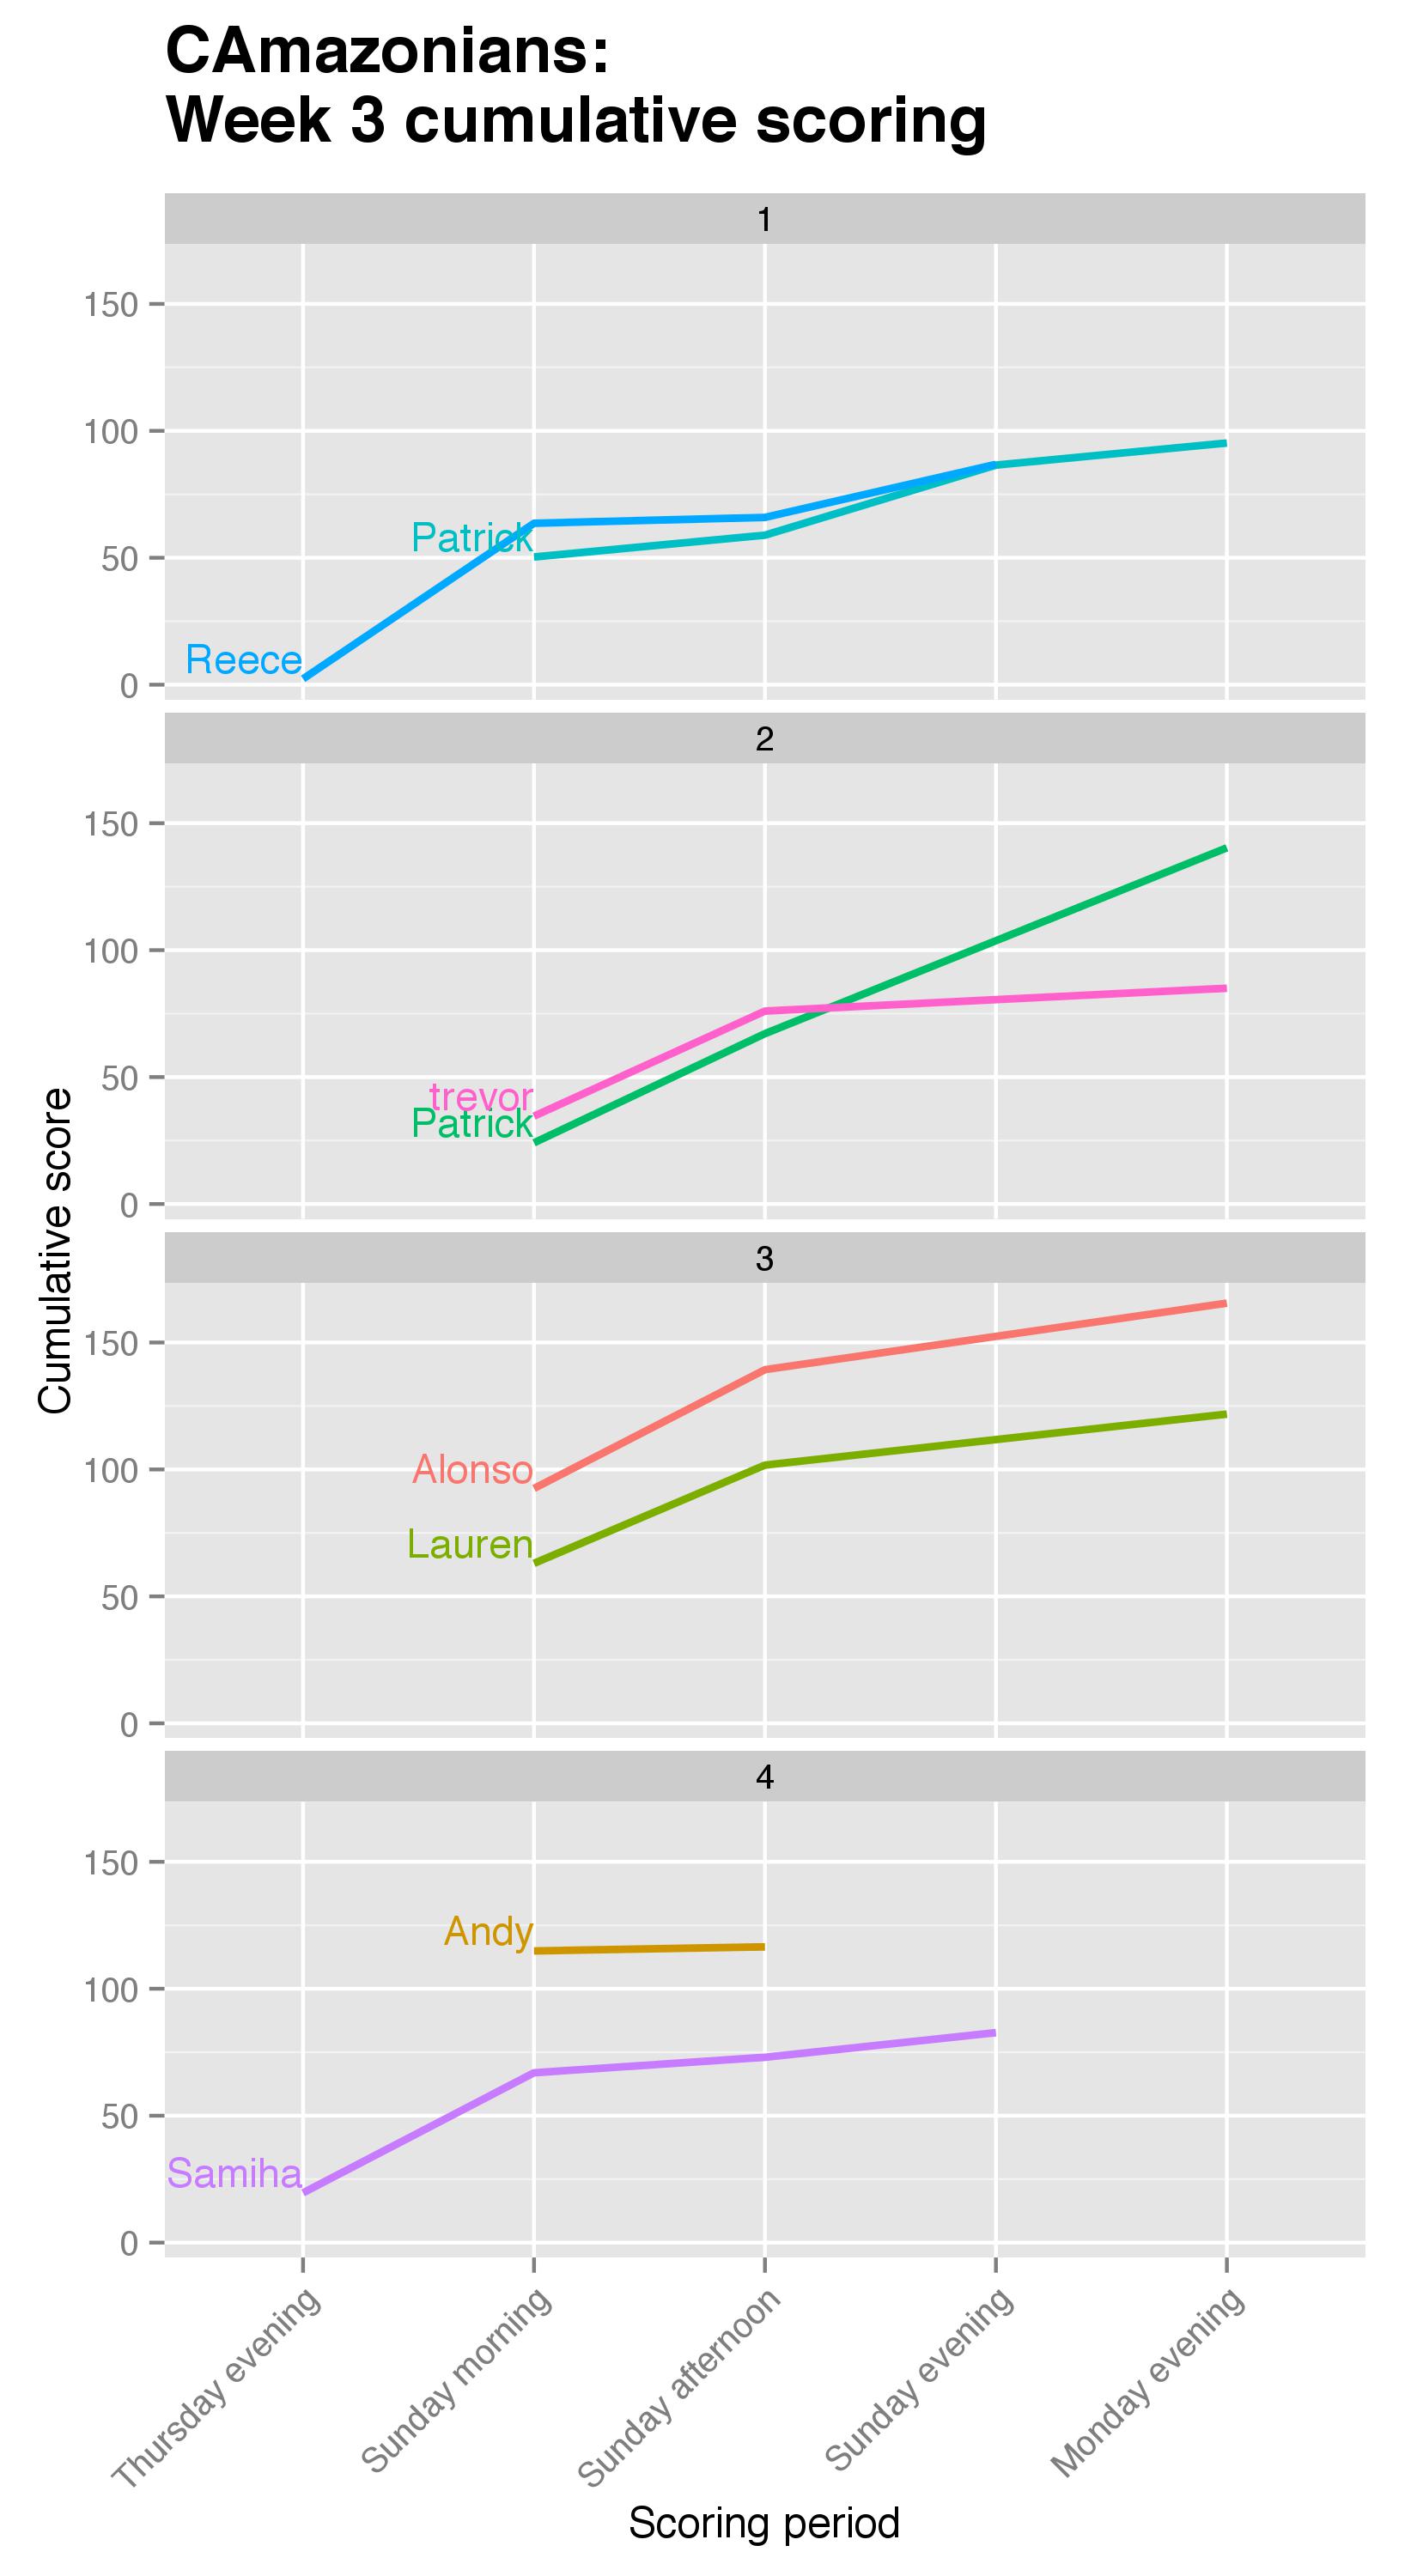 CAmazonians:
Week 3 cumulative scoring
1
150
100
50
0
Patrick
Reece
2
150
100
50
0
trevor
Patrick
3
150
100
50
0
Alonso
Lauren
4
150
100
50
0
Andy
Samiha
Cumulative score
Thursday evening
Sunday morning
Sunday afternoon
Sunday evening
Monday evening
Scoring period